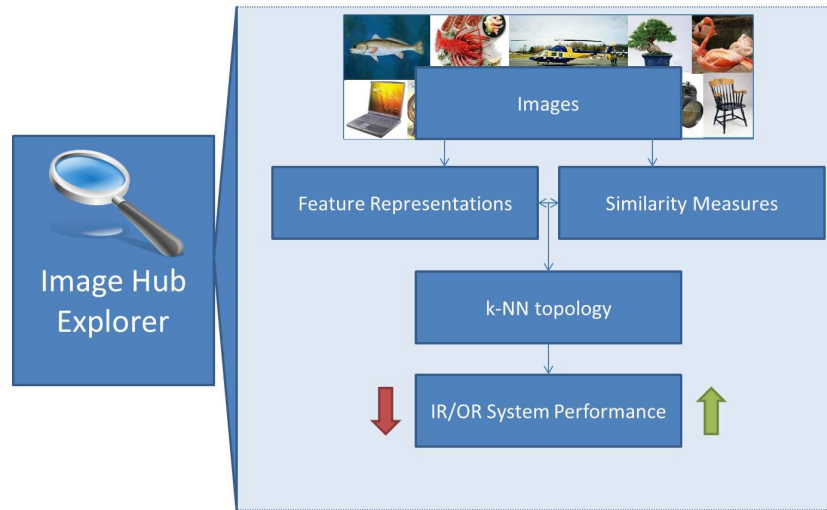 Images
Feature Representations
Similarity Measures
Image Hub
Explorer
k-NN topology
IR/OR System Performance